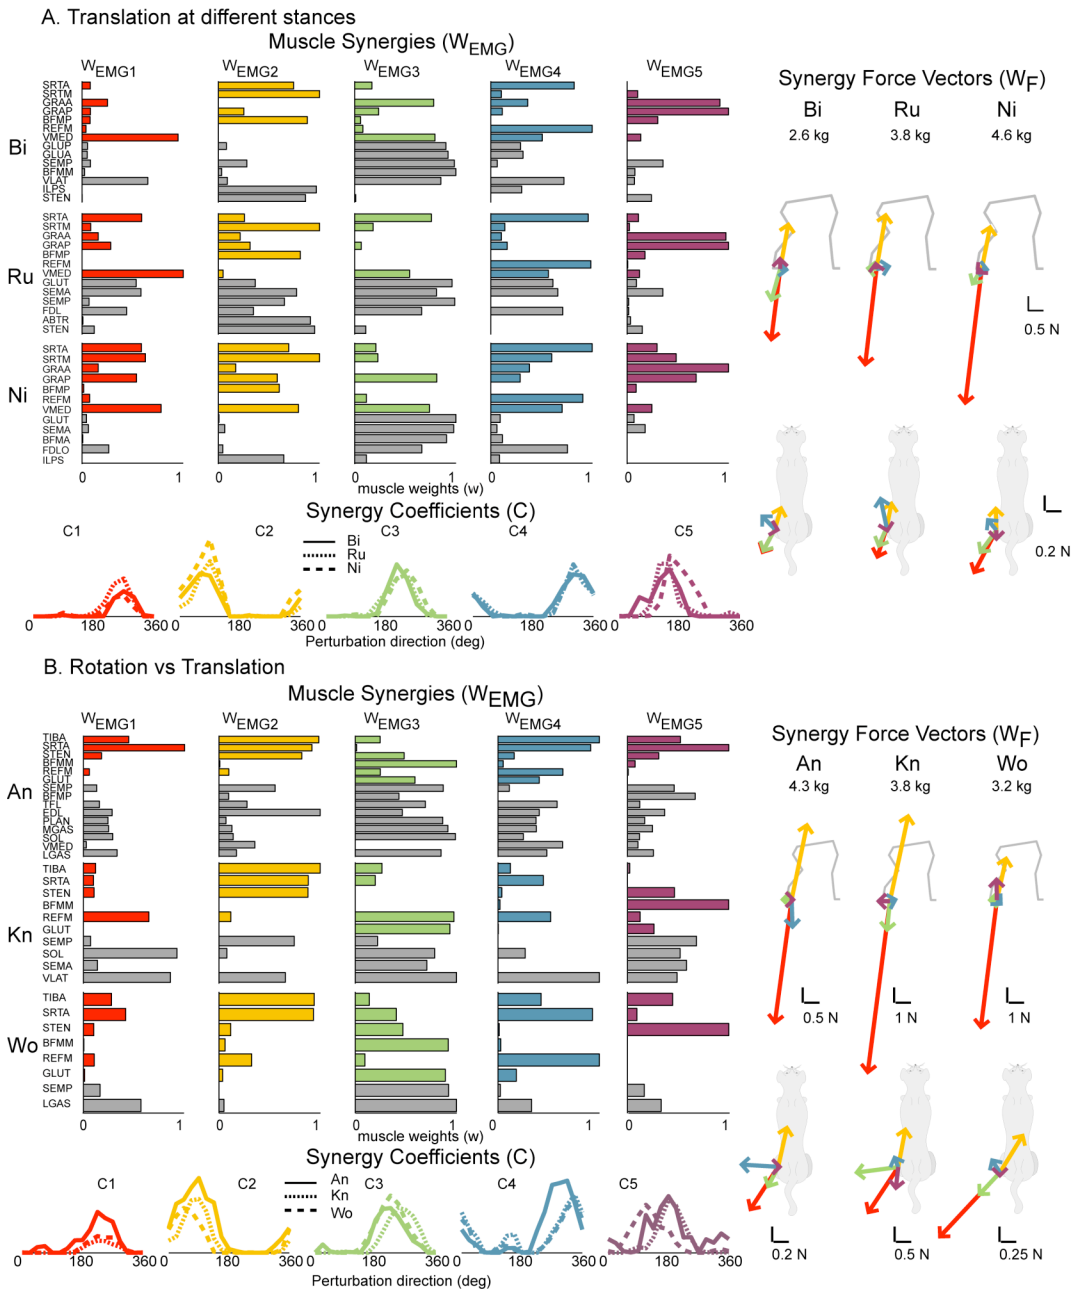 A. Translation at different stances
Muscle Synergies (WEMG)
WEMG1 WEMG2 WEMG3 WEMG4 WEMG5
Bi
SRTA
SRTM
GRAA
GRAP
BFMP
REFM
VMED
GLUP
GLUA
SEMP
BFMM
VLAT
ILPS
STEN
Ru
SRTA
SRTM
GRAA
GRAP
BFMP
REFM
VMED
GLUT
SEMA
SEMP
FDL
ABTR
STEN
Ni
SRTA
SRTM
GRAA
GRAP
BFMP
REFM
VMED
GLUT
SEMA
BFMA
FDLO
ILPS
0 1 0 1 0 1 0 1 0 1
muscle weights (w)
Synergy Force Vectors (WF)
Bi Ru Ni
2.6 kg 3.8 kg 4.6 kg
0.5 N
0.2 N
Synergy Coefficients (C)
C1 C2 C3 C4 C5
Bi
Ru
Ni
0 180 360 0 180 360 0 180 360 0 180 360 0 180 360
Perturbation direction (deg)
B. Rotation vs Translation
Muscle Synergies (WEMG)
WEMG1 WEMG2 WEMG3 WEMG4 WEMG5
An
TIBA
SRTA
STEN
BFMM
REFM
GLUT
SEMP
BFMP
TFL
EDL
PLAN
MGAS
SOL
VMED
LGAS
Kn
TIBA
SRTA
STEN
BFMM
REFM
GLUT
SEMP
SOL
SEMA
VLAT
Wo
TIBA
SRTA
STEN
BFMM
REFM
GLUT
SEMP
LGAS
0 1 0 1 0 1 0 1 0 1
muscle weights (w)
Synergy Force Vectors (WF)
An Kn Wo
4.3 kg 3.8 kg 3.2 kg
0.5 N 1 N 1 N
0.2 N 0.5 N 0.25 N
Synergy Coefficients (C)
C1 C2 C3 C4 C5
An
Kn
Wo
0 180 360 0 180 360 0 180 360 0 180 360 0 180 360
Perturbation direction (deg)